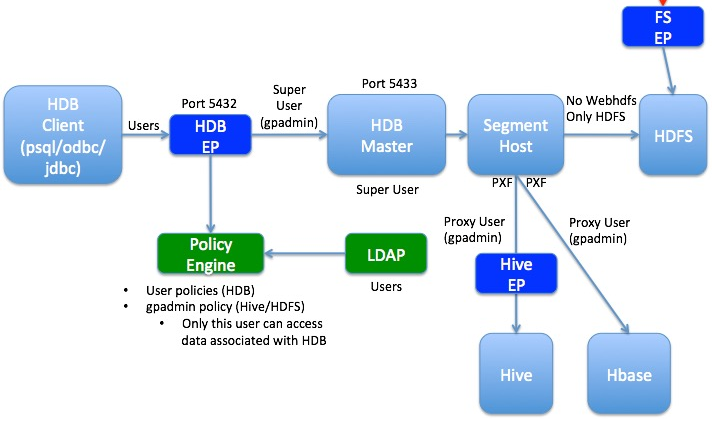 FS
EP
HDB
Client
(psql/odbc/
jdbc)
Users
Port 5432
HDB
EP
Super
User
(gpadmin)
Port 5433
HDB
Master
Super User
Segment
Host
No Webhdfs
Only HDFS
HDFS
PXF
PXF
Policy
Engine
LDAP
Users
Proxy User
(gpadmin)
Proxy User
(gpadmin)
Hive
EP
• User policies (HDB)
• gpadmin policy (Hive/HDFS)
• Only this user can access
data associated with HDB
Hive
Hbase